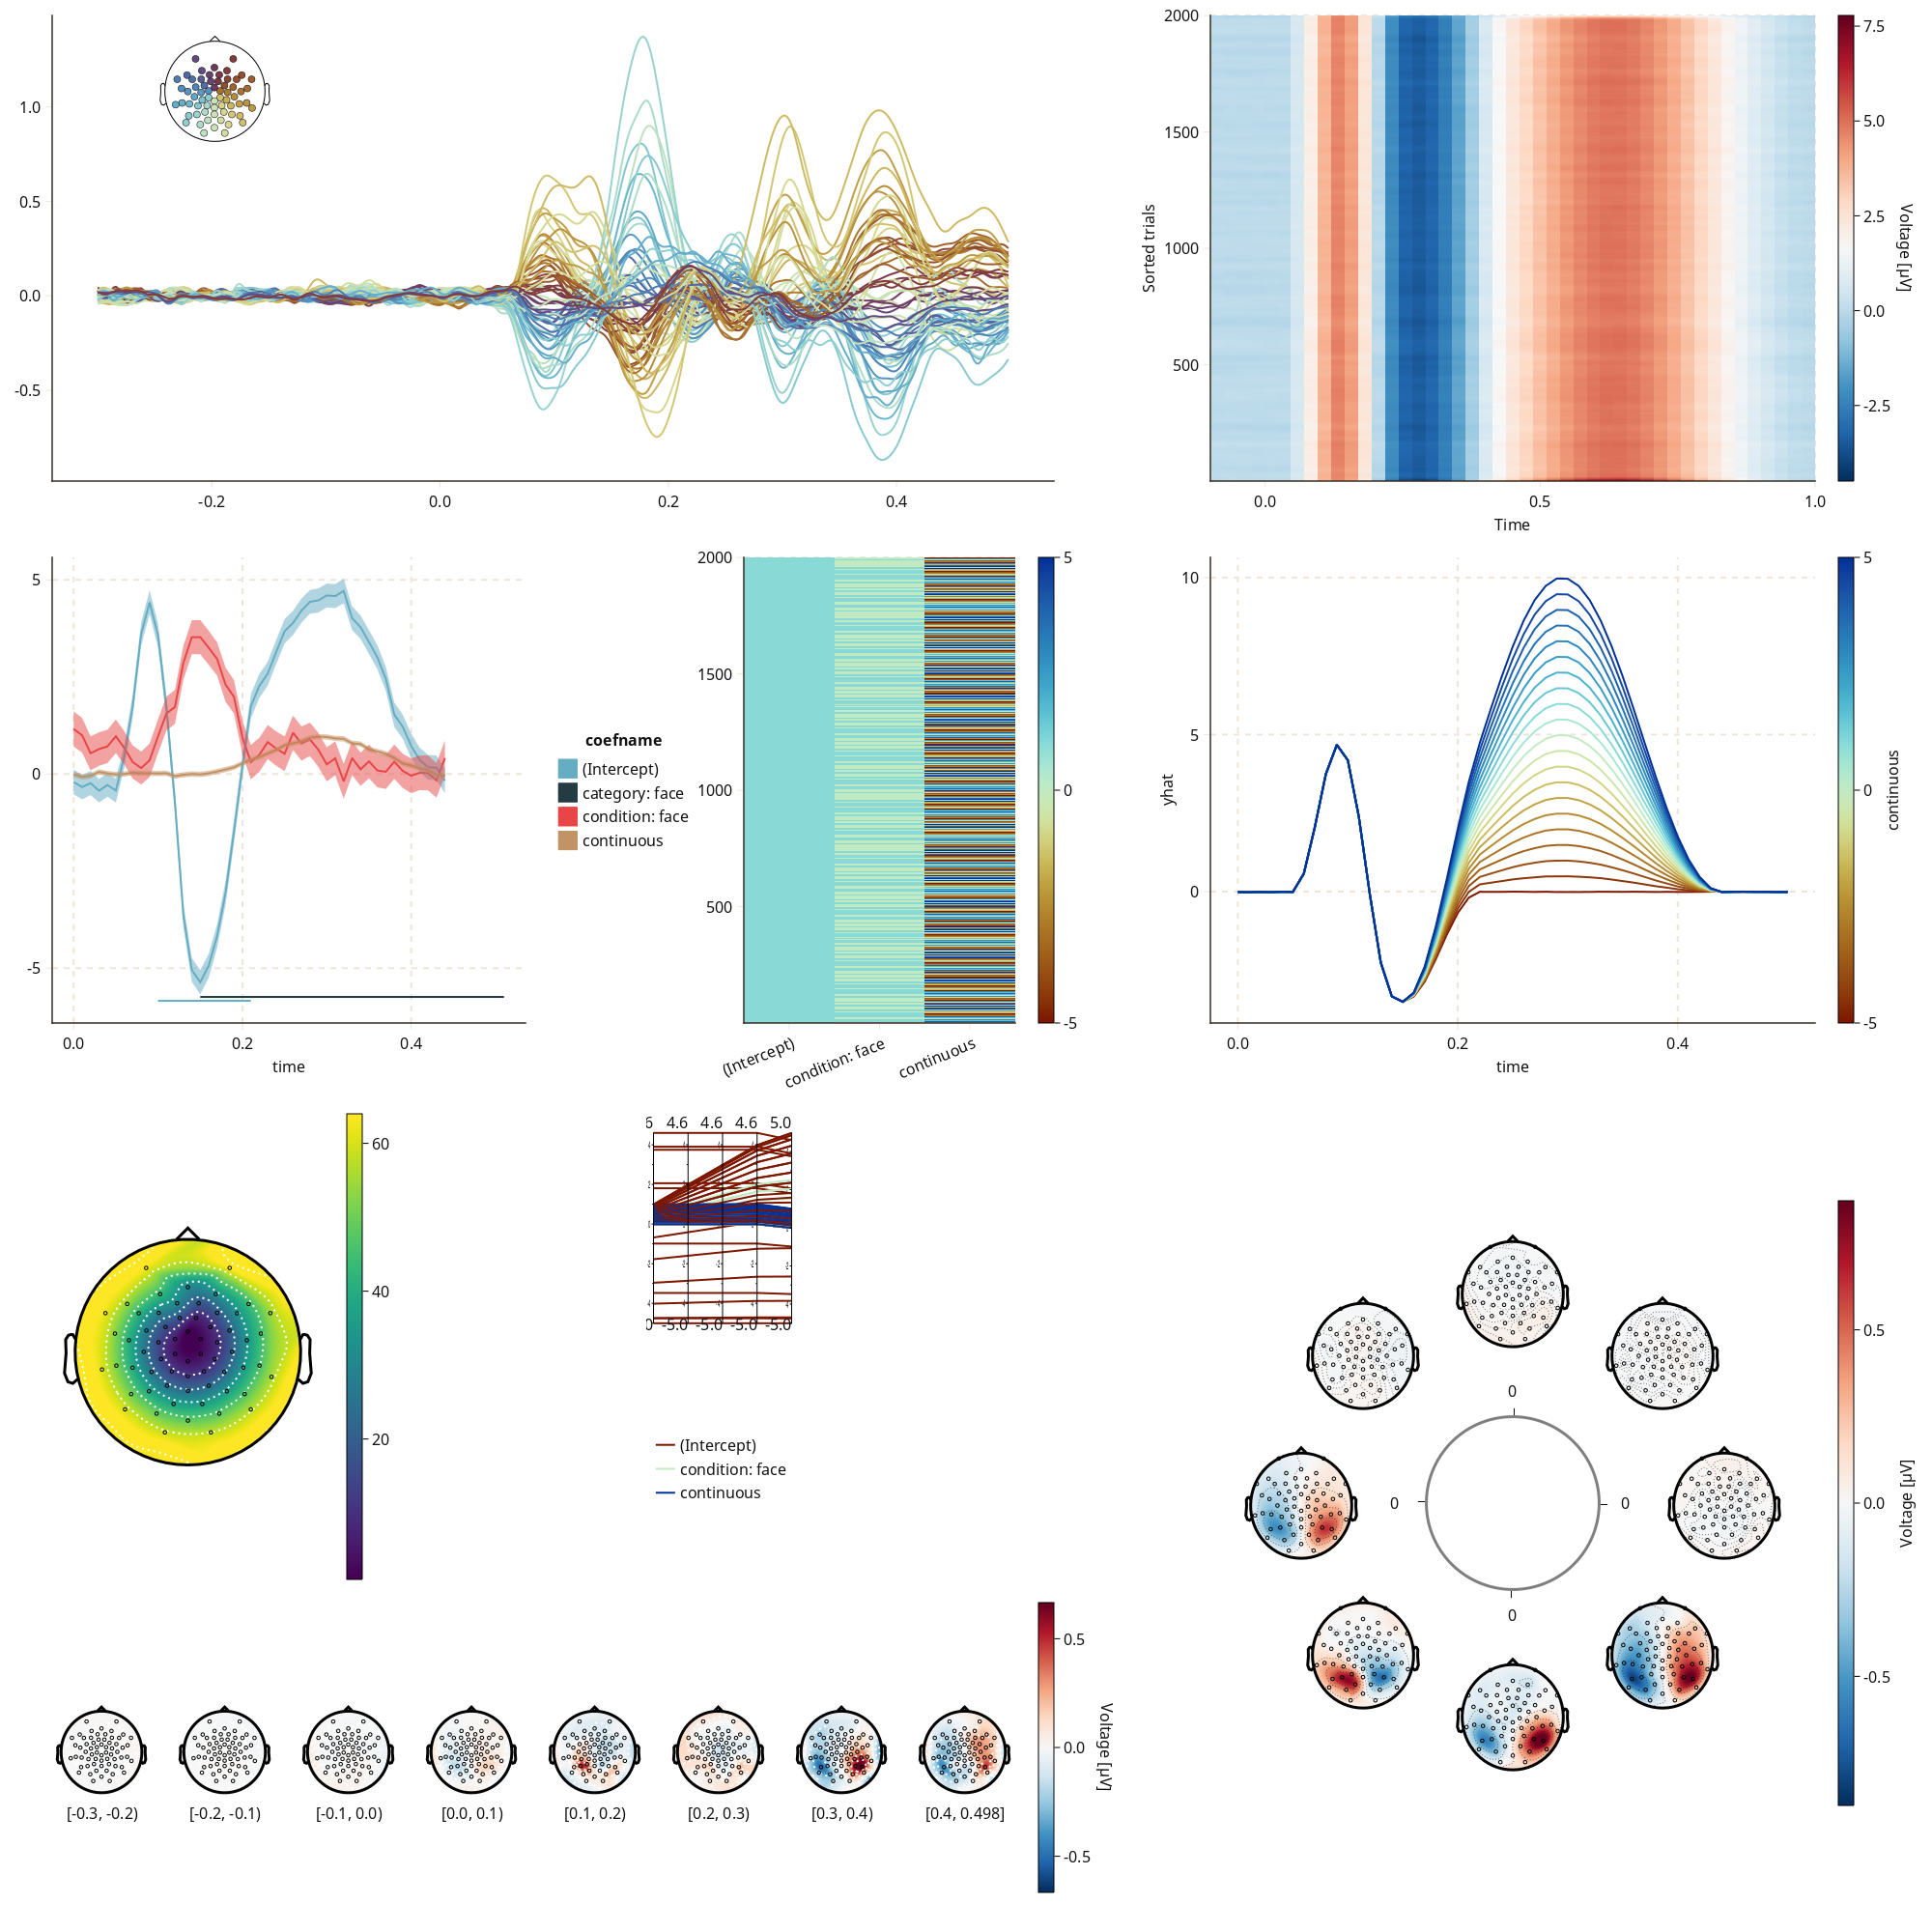 1.0
0.5
0.0
-0.5
-0.2
0.0
0.2
0.4
2000
1500
1000
500
Sorted trials
0.0
0.5
1.0
Time
7.5
5.0
2.5
0.0
-2.5
Voltage [µV]
5
0
-5
0.0
0.2
0.4
time
coefname
(Intercept)
category: face
condition: face
continuous
2000
1500
1000
500
(Intercept)
condition: face
continuous
5
0
-5
10
5
0
yhat
0.0
0.2
0.4
time
5
0
-5
continuous
60
40
20
6 4.6 4.6 4.6 5.0
0 -5.0 -5.0 -5.0 -5.0
(Intercept)
condition: face
continuous
0
0
0
0
0.5
0.0
-0.5
Voltage [µV]
[-0.3, -0.2)
[-0.2, -0.1)
[-0.1, 0.0)
[0.0, 0.1)
[0.1, 0.2)
[0.2, 0.3)
[0.3, 0.4)
[0.4, 0.498]
0.5
0.0
-0.5
Voltage [µV]